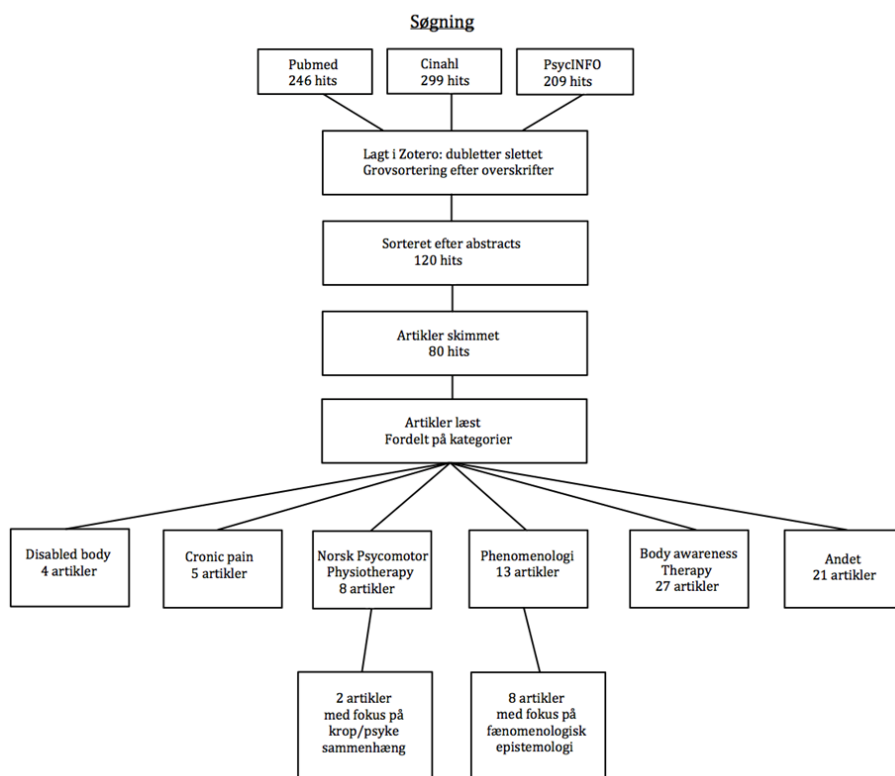 Søgning
Pubmed
246 hits
Cinahl
299 hits
PsycINFO
209 hits
Lagt i Zotero: dubletter slettet
Grovsortering efter overskrifter
Sorteret efter abstracts
120 hits
Artikler skimmet
80 hits
Artikler læst
Fordelt på kategorier
Disabled body
4 artikler
Cronic pain
5 artikler
Norsk Psycomotor
Physiotherapy
8 artikler
Phenomenologi
13 artikler
Body awareness
Therapy
27 artikler
Andet
21 artikler
2 artikler
med fokus på
krop/psyke
sammenhæng
8 artikler
med fokus på
fænomenologisk
epistemologi